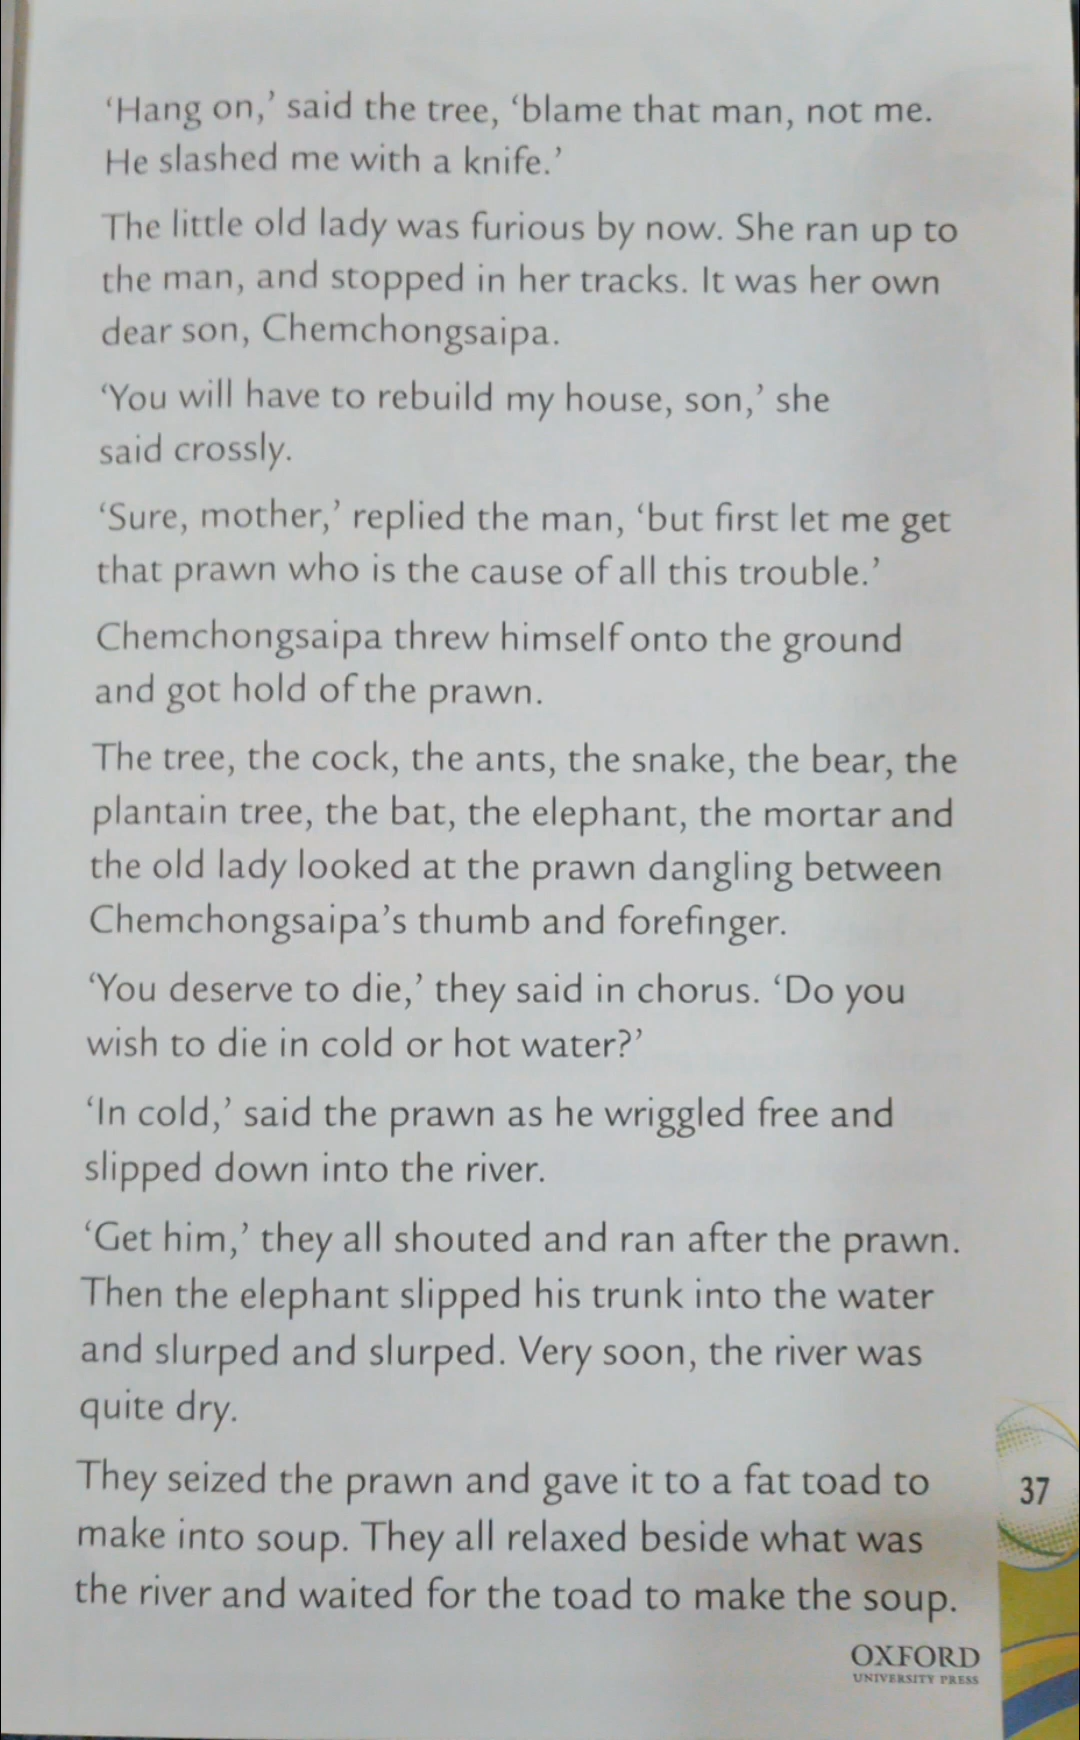 ‘Hang on,’ said the tree, ‘blame that man, not me.
He slashed me with a knife.’
The little old lady was furious by now. She ran up to
the man, and stopped in her tracks. It was her own
dear son, Chemchongsaipa.
‘You will have to rebuild my house, son,’ she
said crossly.
‘Sure, mother,’ replied the man, ‘but first let me get
that prawn who is the cause of all this trouble.’
Chemchongsaipa threw himself onto the ground
and got hold of the prawn.
The tree, the cock, the ants, the snake, the bear, the
plantain tree, the bat, the elephant, the mortar and
the old lady looked at the prawn dangling between
Chemchongsaipa’s thumb and forefinger.
‘You deserve to die,’ they said in chorus. ‘Do you
wish to die in cold or hot water?’
‘In cold,’ said the prawn as he wriggled free and
slipped down into the river.
‘Get him,’ they all shouted and ran after the prawn.
Then the elephant slipped his trunk into the water
and slurped and slurped. Very soon, the river was
quite dry.
They seized the prawn and gave it to a fat toad to
make into soup. They all relaxed beside what was
the river and waited for the toad to make the soup.
37
OXFORD
UNIVERSITY PRESS